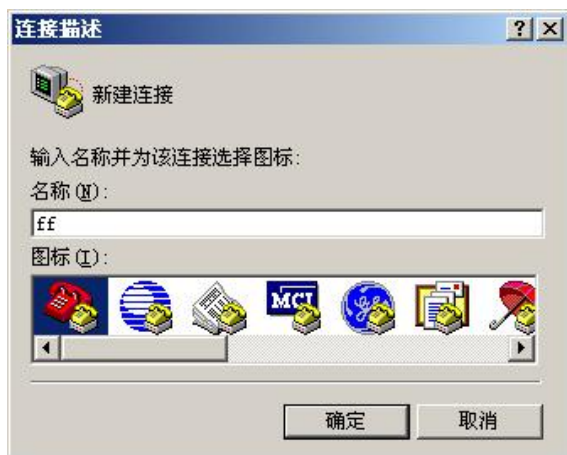 连接描述
新建连接
输入名称并为该连接选择图标:
名称(N):
ff
图标(I):
MCI
确定
取消